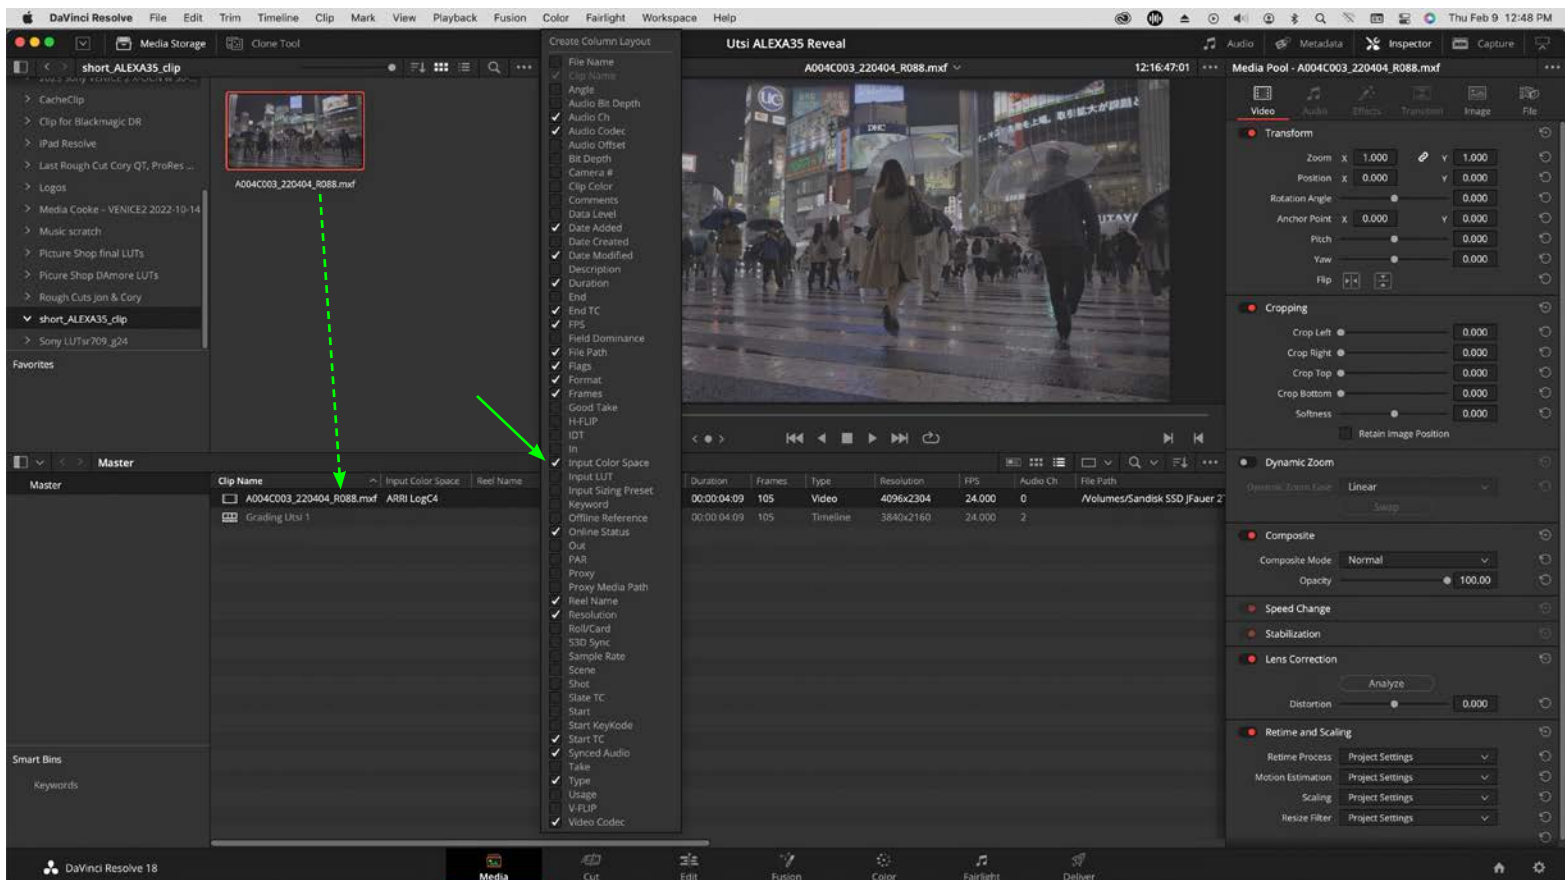 DaVinci Resolve File Edit Trim Timeline Clip Mark View Playback Fusion Color Fairlight Workspace Help Thu Feb 9 12:48 PM
Media Storage Clone Tool Utsi ALEXA35 Reveal Audio Metadata Inspector Capture
short_ALEXA35_clip A004C003_220404_R088.mxf 12:16:47:01 Media Pool - A004C003_220404_R088.mxf
CacheClip
Clip for Blackmagic DR
iPad Resolve
Last Rough Cut Cory QT, ProRes ...
Logos
Media Cooke - VENICE2 2022-10-14
Music scratch
Picture Shop final LUTs
Picure Shop DAmore LUTs
Rough Cuts Jon & Cory
short_ALEXA35_clip
Sony LUTsr709_g24
Favorites
A004C003_220404_R088.mxf
Create Column Layout
File Name
Clip Name
Angle
Audio Bit Depth
Audio Ch
Audio Codec
Audio Offset
Bit Depth
Camera #
Clip Color
Comments
Data Level
Date Added
Date Created
Date Modified
Description
Duration
End
End TC
FPS
Field Dominance
File Path
Flags
Format
Frames
Good Take
H-FLIP
IDT
In
Input Color Space
Input LUT
Input Sizing Preset
Keyword
Offline Reference
Online Status
Out
PAR
Proxy
Proxy Media Path
Reel Name
Resolution
Roll/Card
S3D Sync
Sample Rate
Scene
Shot
Slate TC
Start
Start KeyKode
Start TC
Synced Audio
Take
Type
Usage
V-FLIP
Video Codec
Video Audio Effects Transition Image File
Transform
Zoom X 1.000 Y 1.000
Position X 0.000 Y 0.000
Rotation Angle 0.000
Anchor Point X 0.000 Y 0.000
Pitch 0.000
Yaw 0.000
Flip
Cropping
Crop Left 0.000
Crop Right 0.000
Crop Top 0.000
Crop Bottom 0.000
Softness 0.000
Retain Image Position
Dynamic Zoom
Dynamic Zoom Ease Linear
Swap
Composite
Composite Mode Normal
Opacity 100.00
Speed Change
Stabilization
Lens Correction
Analyze
Distortion 0.000
Retime and Scaling
Retime Process Project Settings
Motion Estimation Project Settings
Scaling Project Settings
Resize Filter Project Settings
Master
Master
Clip Name Input Color Space Reel Name Duration Frames Type Resolution FPS Audio Ch File Path
A004C003_220404_R088.mxf ARRI LogC4 00:00:04:09 105 Video 4096x2304 24.000 0 /Volumes/Sandisk SSD JFauer 2
Grading Utsi 1 00:00:04:09 105 Timeline 3840x2160 24.000 2
Smart Bins
Keywords
DaVinci Resolve 18 Media Cut Edit Fusion Color Fairlight Deliver